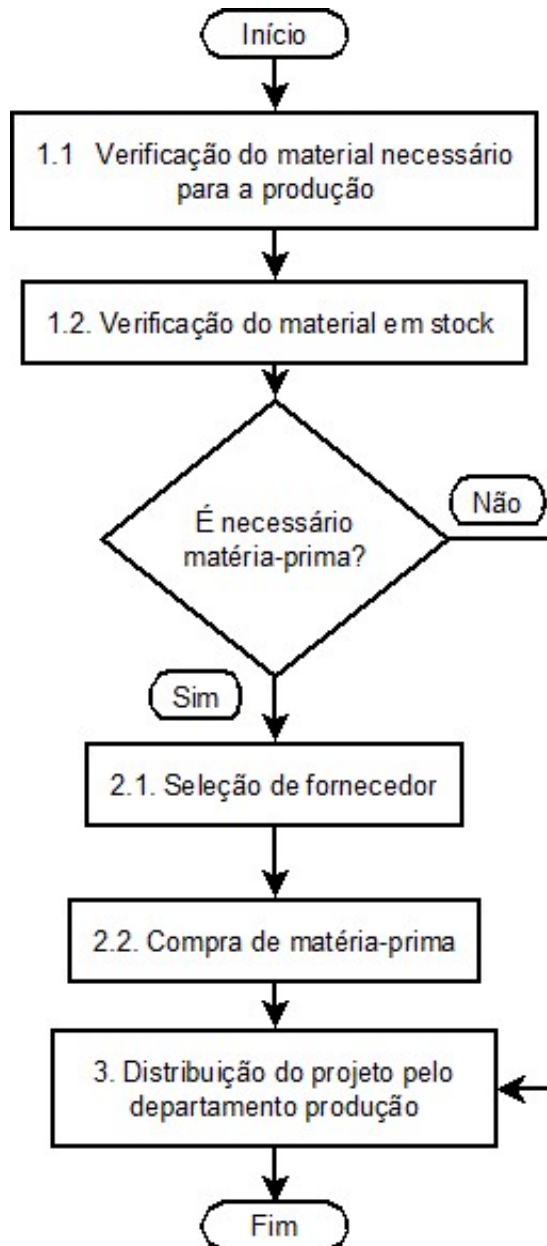 Início
1.1 Verificação do material necessário
para a produção
1.2. Verificação do material em stock
É necessário
matéria-prima?
Não
Sim
2.1. Seleção de fornecedor
2.2. Compra de matéria-prima
3. Distribuição do projeto pelo
departamento produção
Fim